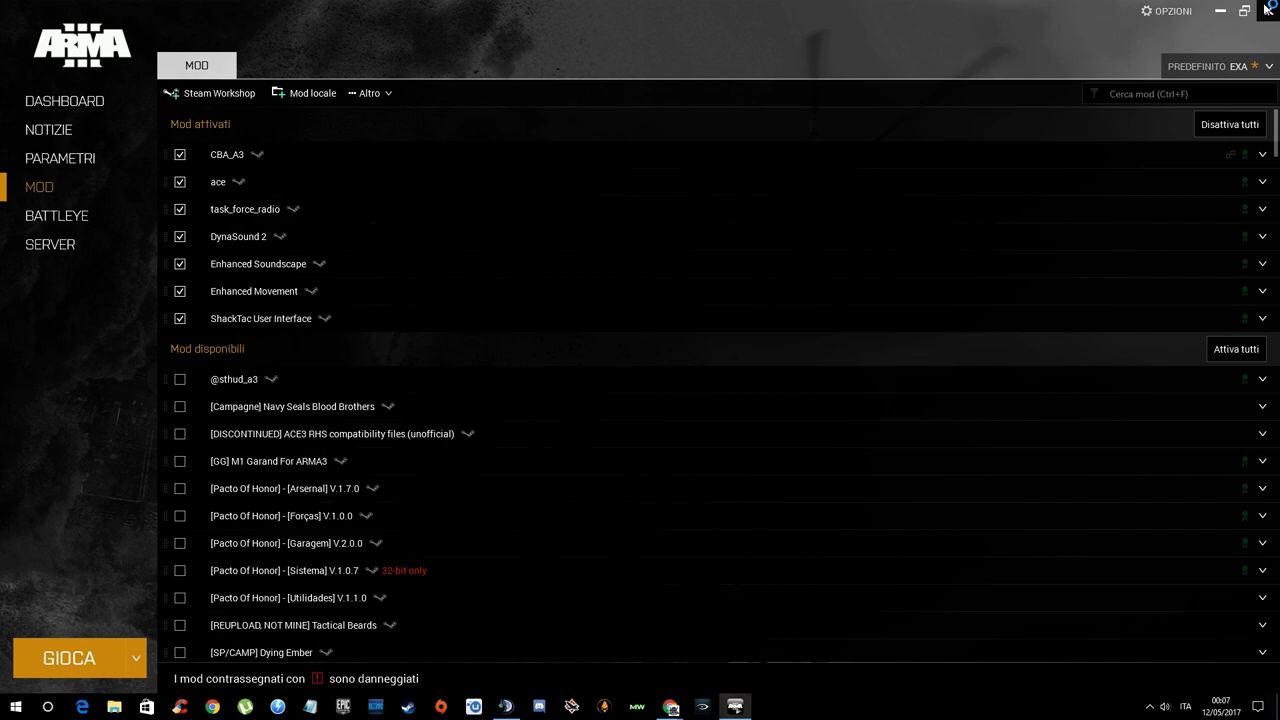 OPZIONI
ARMA III
MOD
PREDEFINITO EXA *
Steam Workshop Mod locale ••• Altro
Cerca mod (Ctrl+F)
DASHBOARD
NOTIZIE
PARAMETRI
MOD
BATTLEYE
SERVER
Mod attivati
Disattiva tutti
CBA_A3
ace
task_force_radio
DynaSound 2
Enhanced Soundscape
Enhanced Movement
ShackTac User Interface
Mod disponibili
Attiva tutti
@sthud_a3
[Campagne] Navy Seals Blood Brothers
[DISCONTINUED] ACE3 RHS compatibility files (unofficial)
[GG] M1 Garand For ARMA3
[Pacto Of Honor] - [Arsernal] V.1.7.0
[Pacto Of Honor] - [Forças] V.1.0.0
[Pacto Of Honor] - [Garagem] V.2.0.0
[Pacto Of Honor] - [Sistema] V.1.0.7 32-bit only
[Pacto Of Honor] - [Utilidades] V.1.1.0
[REUPLOAD, NOT MINE] Tactical Beards
[SP/CAMP] Dying Ember
GIOCA
I mod contrassegnati con ! sono danneggiati
EPIC
MW
ITA
00:07
12/05/2017